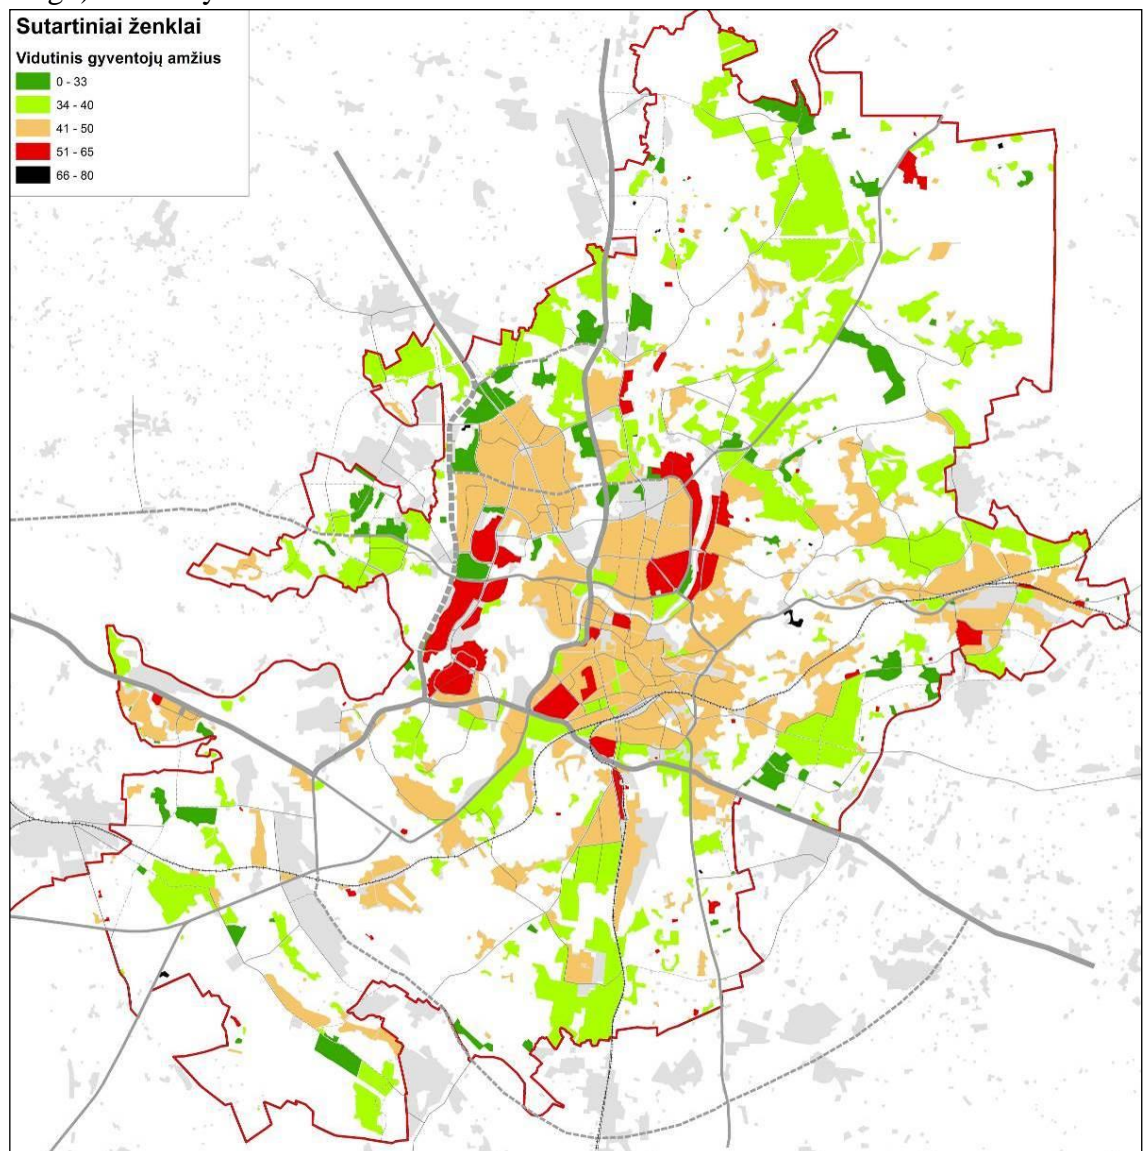 Sutartiniai ženklai
Vidutinis gyventojų amžius
0 - 33
34 - 40
41 - 50
51 - 65
66 - 80